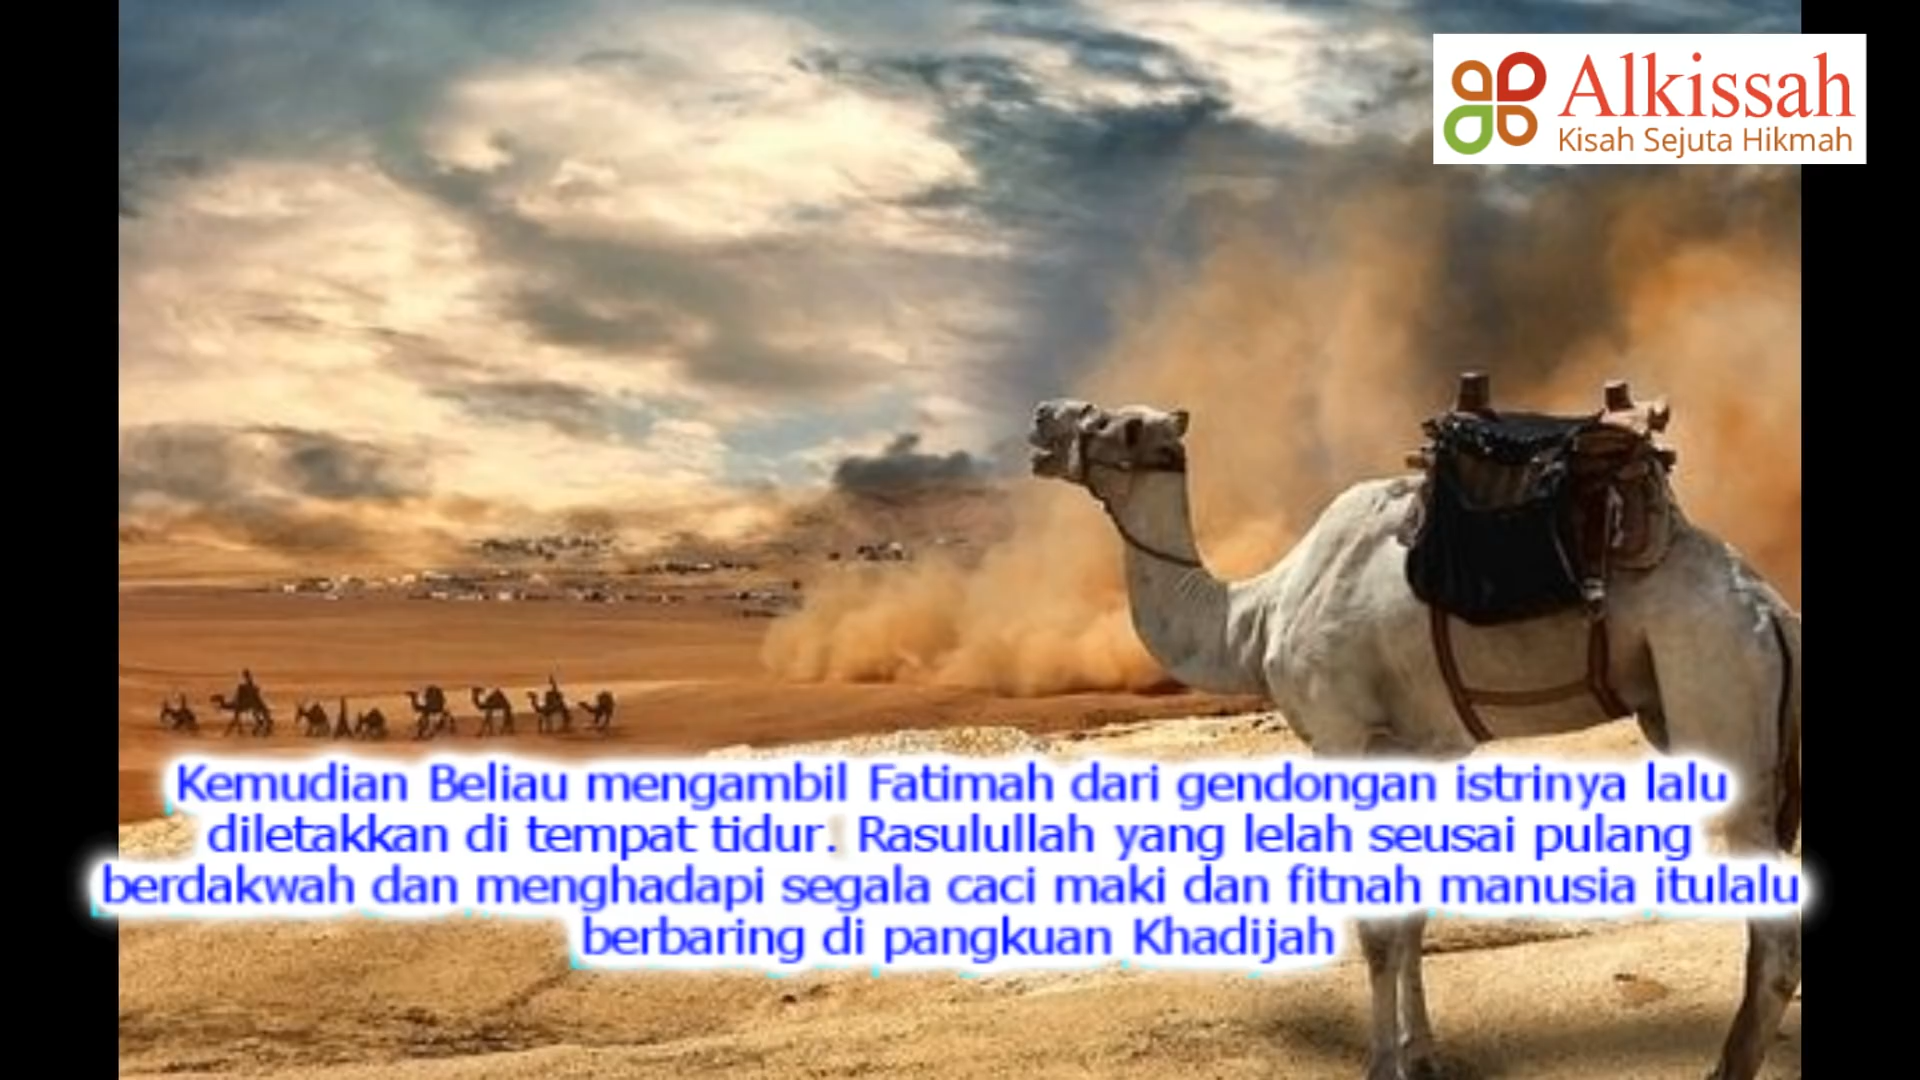 Alkissah
Kisah Sejuta Hikmah
Kemudian Beliau mengambil Fatimah dari gendongan istrinya lalu
diletakkan di tempat tidur. Rasulullah yang lelah seusai pulang
berdakwah dan menghadapi segala caci maki dan fitnah manusia itulalu
berbaring di pangkuan Khadijah